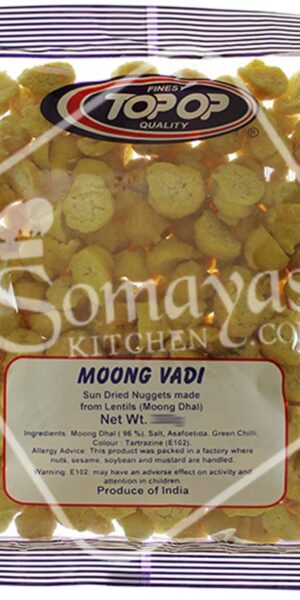 FINEST
TOPOP
QUALITY
®
Somayas
KITCHEN.CO
MOONG VADI
Sun Dried Nuggets made
from Lentils (Moong Dhal)
Net Wt.
Ingredients: Moong Dhal ( 96 %), Salt, Asafoetida, Green Chilli,
Colour : Tartrazine (E102).
Allergy Advice: This product was packed in a factory where
nuts, sesame, soybean and mustard are handled.
Warning: E102: may have an adverse effect on activity and
attention in children
Produce of India